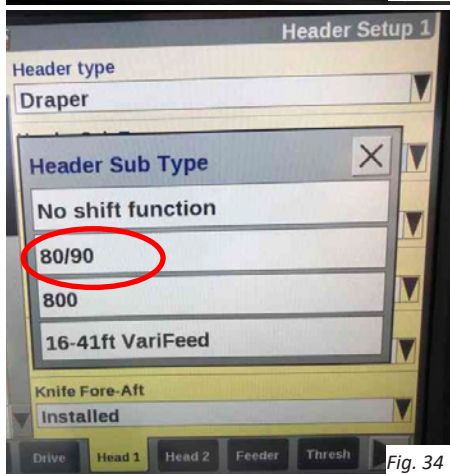 Header Setup 1
Header type
Draper
Header Sub Type
No shift function
80/90
800
16-41ft VariFeed
Knife Fore-Aft
Installed
Drive Head 1 Head 2 Feeder Thresh
Fig. 34